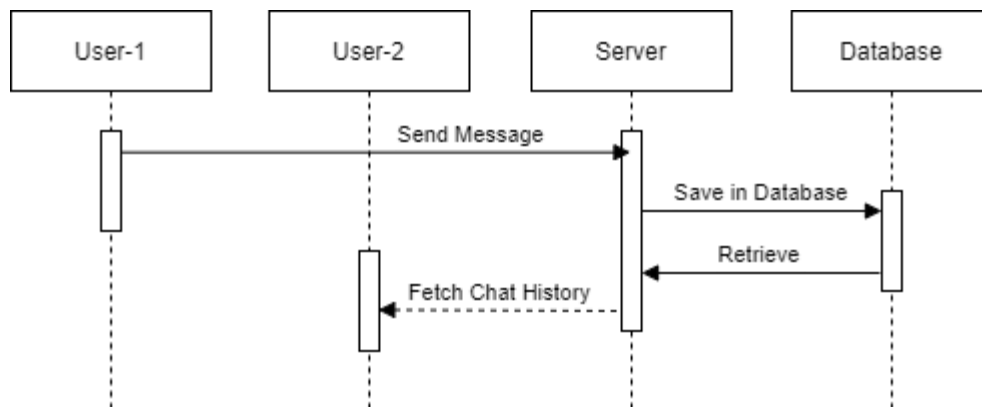 User-1
User-2
Server
Database
Send Message
Save in Database
Retrieve
Fetch Chat History